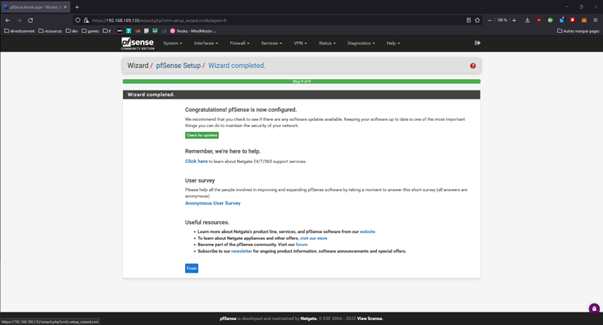 pfSense.home.arpa - Wizard
https://192.168.169.135/wizard.php?xml=setup_wizard.xml&stepid=9
100 %
divertissement
ressources
dev
games
Nodes - MindMeister
Autres marque-pages
pfsense
COMMUNITY EDITION
System
Interfaces
Firewall
Services
VPN
Status
Diagnostics
Help
Wizard / pfSense Setup / Wizard completed.
Step 9 of 9
Wizard completed.
Congratulations! pfSense is now configured.
We recommend that you check to see if there are any software updates available. Keeping your software up to date is one of the most important
things you can do to maintain the security of your network.
Check for updates
Remember, we're here to help.
Click here to learn about Netgate 24/7/365 support services.
User survey
Please help all the people involved in improving and expanding pfSense software by taking a moment to answer this short survey (all answers are
anonymous)
Anonymous User Survey
Useful resources.
Learn more about Netgate's product line, services, and pfSense software from our website
To learn about Netgate appliances and other offers, visit our store
Become part of the pfSense community. Visit our forum
Subscribe to our newsletter for ongoing product information, software announcements and special offers.
Finish
pfSense is developed and maintained by Netgate. © ESF 2004 - 2022 View license.
https://192.168.169.135/wizard.php?xml=setup_wizard.xml